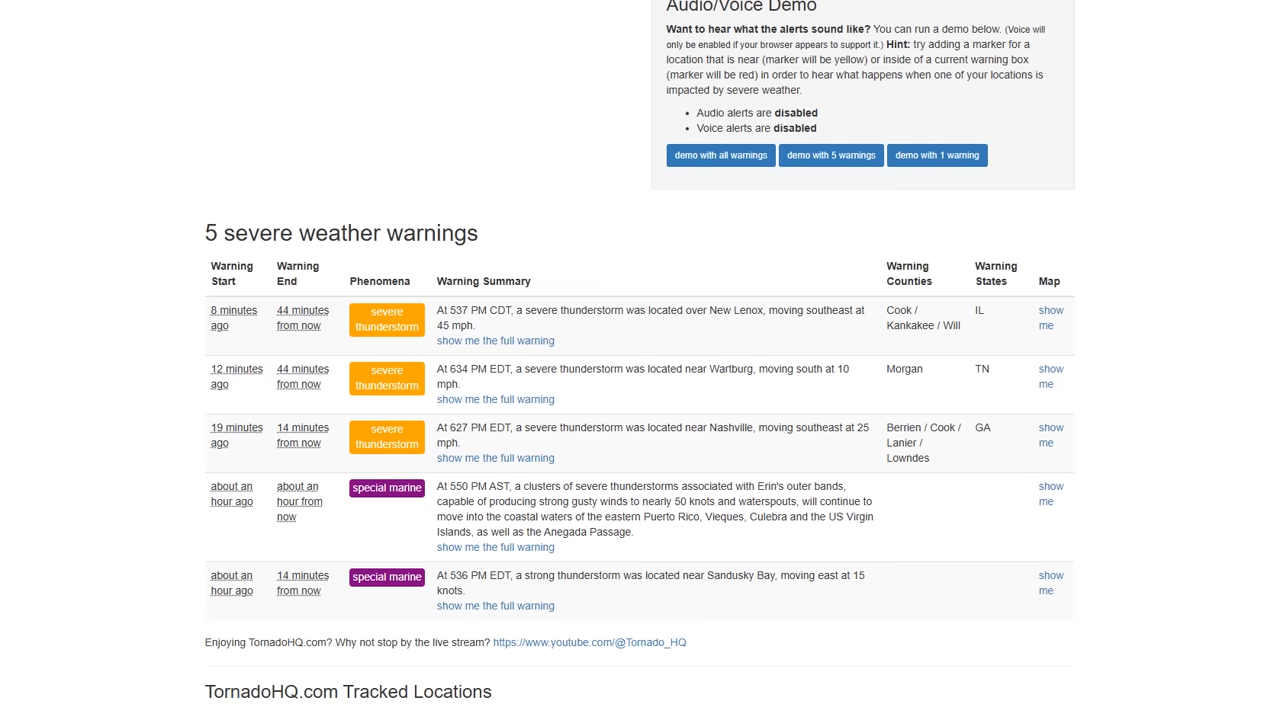 Audio/Voice Demo
Want to hear what the alerts sound like? You can run a demo below. (Voice will
only be enabled if your browser appears to support it.) Hint: try adding a marker for a
location that is near (marker will be yellow) or inside of a current warning box
(marker will be red) in order to hear what happens when one of your locations is
impacted by severe weather.
• Audio alerts are disabled
• Voice alerts are disabled
demo with all warnings demo with 5 warnings demo with 1 warning
5 severe weather warnings
Warning Start Warning End Phenomena Warning Summary Warning Counties Warning States Map
8 minutes ago 44 minutes from now severe thunderstorm At 537 PM CDT, a severe thunderstorm was located over New Lenox, moving southeast at
45 mph.
show me the full warning
Cook / Kankakee / Will IL show me
12 minutes ago 44 minutes from now severe thunderstorm At 634 PM EDT, a severe thunderstorm was located near Wartburg, moving south at 10
mph.
show me the full warning
Morgan TN show me
19 minutes ago 14 minutes from now severe thunderstorm At 627 PM EDT, a severe thunderstorm was located near Nashville, moving southeast at 25
mph.
show me the full warning
Berrien / Cook / Lanier / Lowndes GA show me
about an hour ago about an hour from now special marine At 550 PM AST, a clusters of severe thunderstorms associated with Erin's outer bands,
capable of producing strong gusty winds to nearly 50 knots and waterspouts, will continue to
move into the coastal waters of the eastern Puerto Rico, Vieques, Culebra and the US Virgin
Islands, as well as the Anegada Passage.
show me the full warning
show me
about an hour ago 14 minutes from now special marine At 536 PM EDT, a strong thunderstorm was located near Sandusky Bay, moving east at 15
knots.
show me the full warning
show me
Enjoying TornadoHQ.com? Why not stop by the live stream? https://www.youtube.com/@Tornado_HQ
TornadoHQ.com Tracked Locations